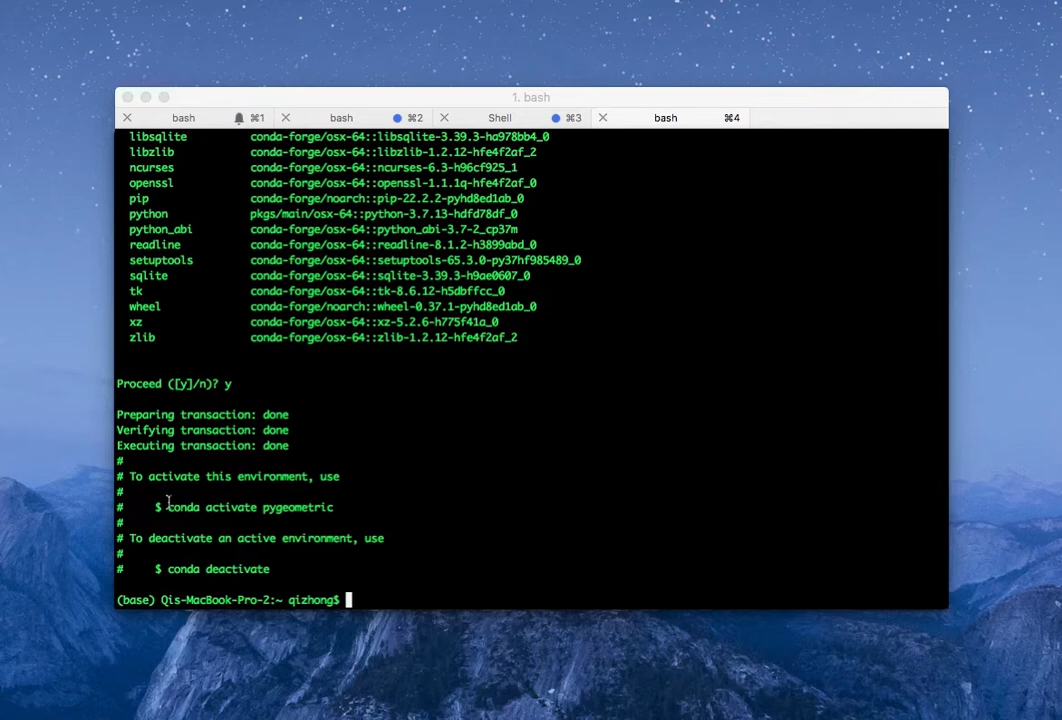 1. bash
bash ⌘1 bash ⌘2 Shell ⌘3 bash ⌘4
libsqlite conda-forge/osx-64::libsqlite-3.39.3-ha978bb4_0
libzlib conda-forge/osx-64::libzlib-1.2.12-hfe4f2af_2
ncurses conda-forge/osx-64::ncurses-6.3-h96cf925_1
openssl conda-forge/osx-64::openssl-1.1.1q-hfe4f2af_0
pip conda-forge/noarch::pip-22.2.2-pyhd8ed1ab_0
python pkgs/main/osx-64::python-3.7.13-hdfd78df_0
python_abi conda-forge/osx-64::python_abi-3.7-2_cp37m
readline conda-forge/osx-64::readline-8.1.2-h3899abd_0
setuptools conda-forge/osx-64::setuptools-65.3.0-py37hf985489_0
sqlite conda-forge/osx-64::sqlite-3.39.3-h9ae0607_0
tk conda-forge/osx-64::tk-8.6.12-h5dbffcc_0
wheel conda-forge/noarch::wheel-0.37.1-pyhd8ed1ab_0
xz conda-forge/osx-64::xz-5.2.6-h775f41a_0
zlib conda-forge/osx-64::zlib-1.2.12-hfe4f2af_2
Proceed ([y]/n)? y
Preparing transaction: done
Verifying transaction: done
Executing transaction: done
#
# To activate this environment, use
#
# $ conda activate pygeometric
#
# To deactivate an active environment, use
#
# $ conda deactivate
(base) Qis-MacBook-Pro-2:~ qizhong$